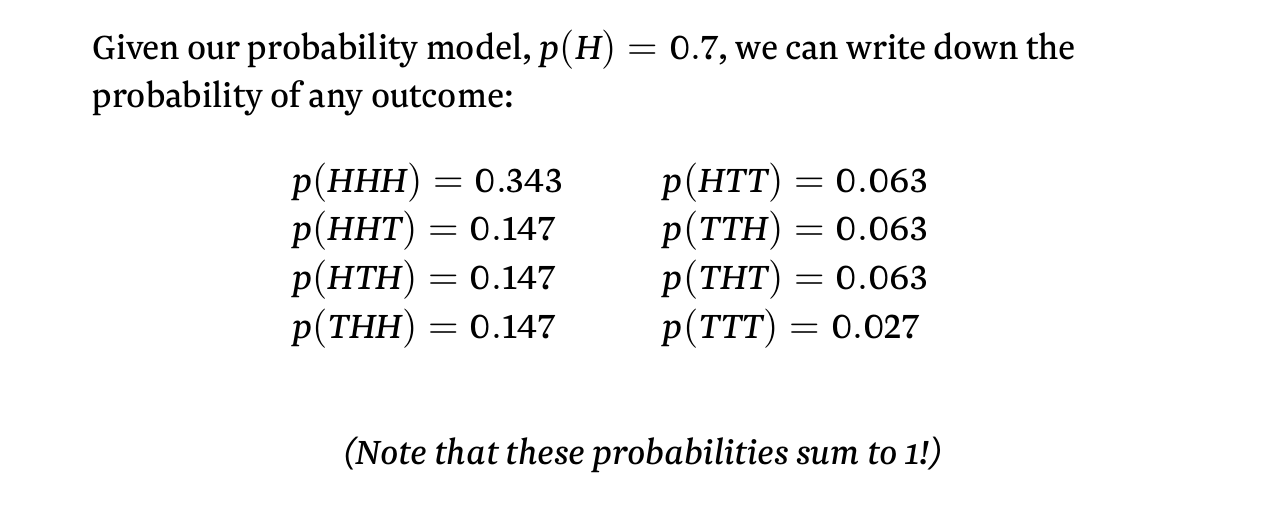 Given our probability model, p(H) = 0.7, we can write down the
probability of any outcome:
p(HHH) = 0.343 p(HTT) = 0.063
p(HHT) = 0.147 p(TTH) = 0.063
p(HTH) = 0.147 p(THT) = 0.063
p(THH) = 0.147 p(TTT) = 0.027
(Note that these probabilities sum to 1!)